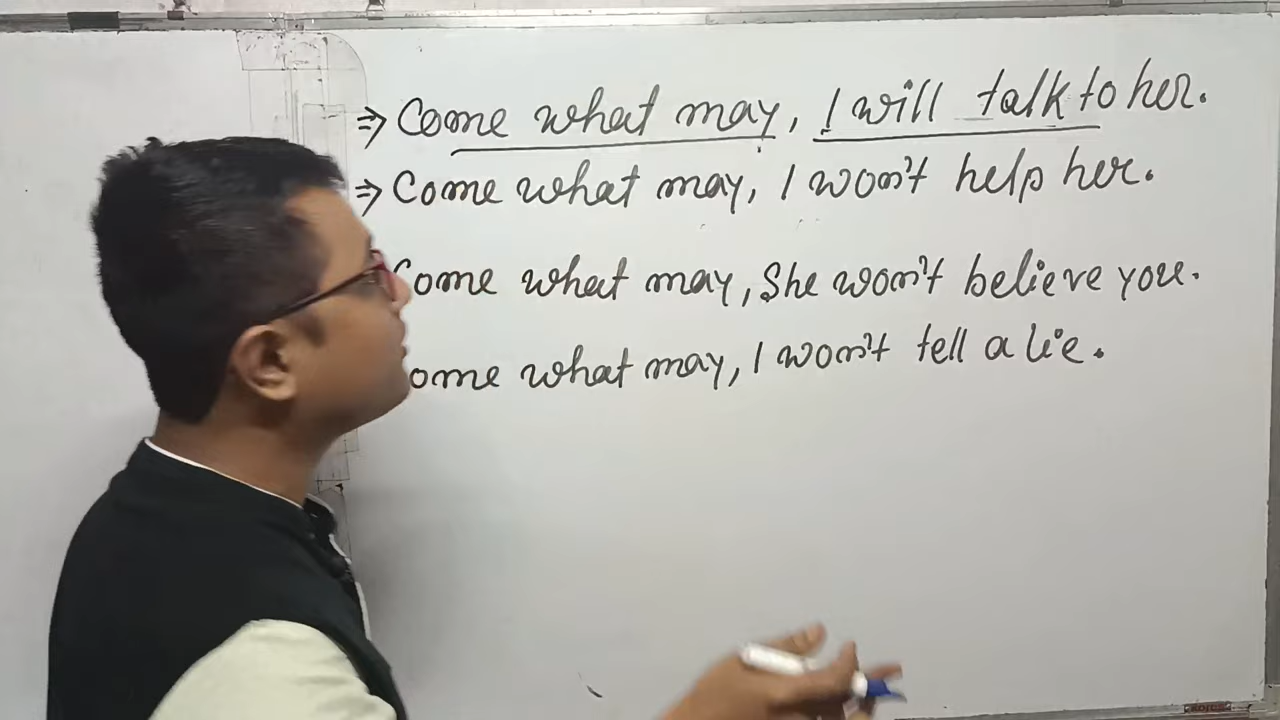 ⇒ Come what may, I will talk to her.
⇒ Come what may, I won't help her.
Come what may, She won't believe you.
ome what may, I won't tell a lie.